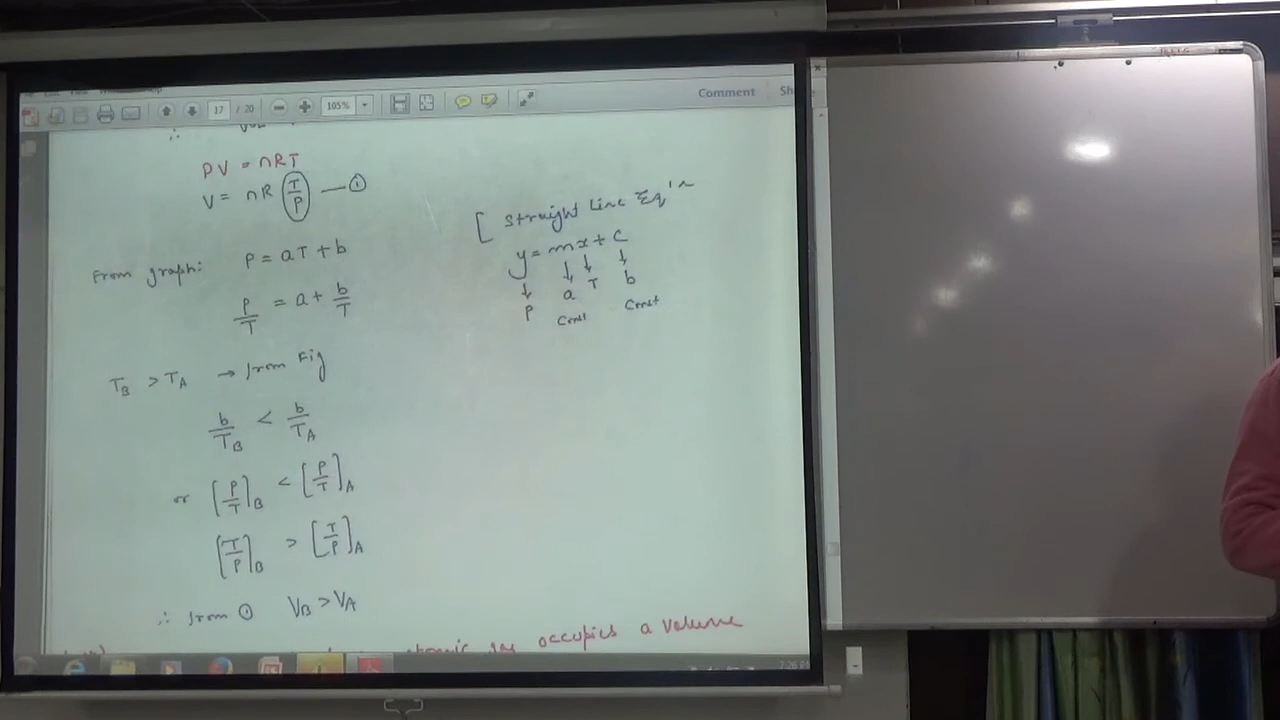 17 / 20
105%
Comment
∴
PV = nRT
V = nR (T/P) — ①
From graph: P = aT + b
P/T = a + b/T
[ Straight Line Eq'n
y = mx + c
↓ ↓ ↓ ↓
P a T b
Const Const
T_B > T_A → from Fig
b/T_B < b/T_A
or [P/T]_B < [P/T]_A
[T/P]_B > [T/P]_A
∴ from ① V_B > V_A
occupies a volume